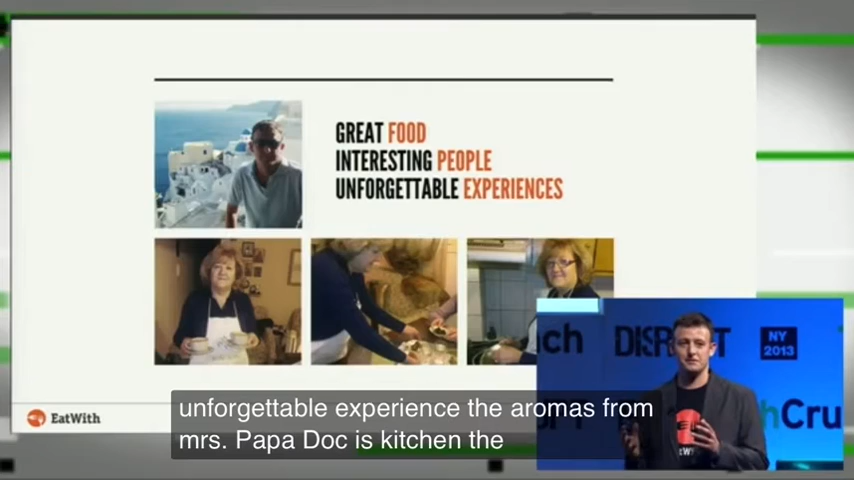 GREAT FOOD
INTERESTING PEOPLE
UNFORGETTABLE EXPERIENCES
EatWith
unforgettable experience the aromas from
mrs. Papa Doc is kitchen the
NY
2013